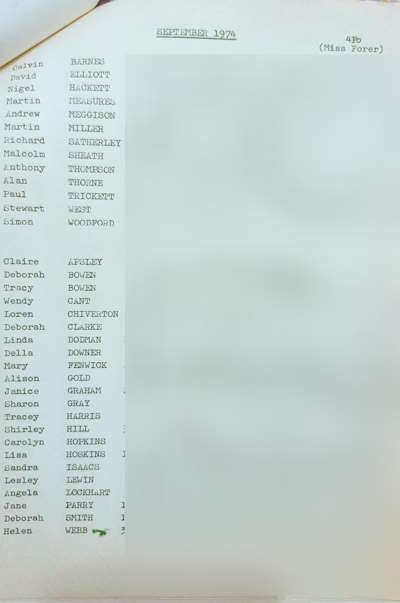 SEPTEMBER 1974
4Fb
(Miss Forer)
Calvin BARNES
David ELLIOTT
Nigel HACKETT
Martin MEASURES
Andrew MEGGISON
Martin MILLER
Richard SATHERLEY
Malcolm SHEATH
Anthony THOMPSON
Alan THORNE
Paul TRICKETT
Stewart WEST
Simon WOODFORD
Claire APSLEY
Deborah BOWEN
Tracy BOWEN
Wendy CANT
Loren CHIVERTON
Deborah CLARKE
Linda DODMAN
Della DOWNER
Mary FENWICK
Alison GOLD
Janice GRAHAM
Sharon GRAY
Tracey HARRIS
Shirley HILL
Carolyn HOPKINS
Lisa HOSKINS
Sandra ISAACS
Lesley LEWIN
Angela LOCKHART
Jane PARRY
Deborah SMITH
Helen WEBB